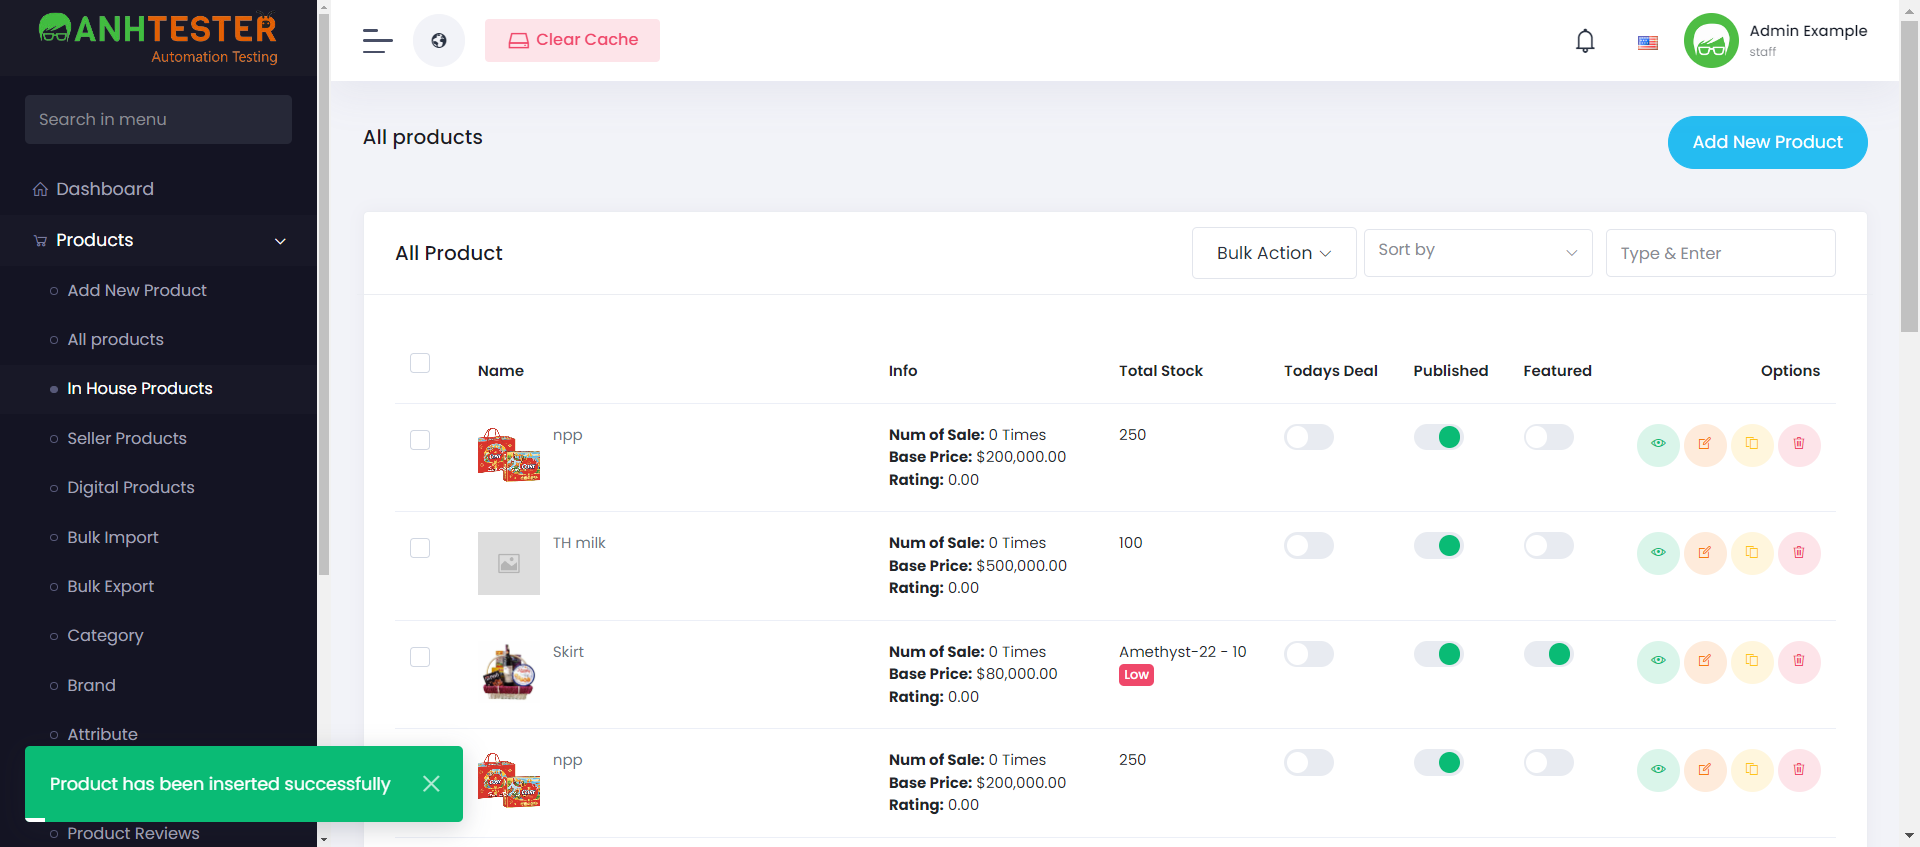 ANHTESTER
Automation Testing
Search in menu
Dashboard
Products
Add New Product
All products
In House Products
Seller Products
Digital Products
Bulk Import
Bulk Export
Category
Brand
Attribute
Product Reviews
Product has been inserted successfully
Clear Cache
Admin Example
staff
All products
Add New Product
All Product
Bulk Action
Sort by
Type & Enter
Name Info Total Stock Todays Deal Published Featured Options
npp
Num of Sale: 0 Times
Base Price: $200,000.00
Rating: 0.00
250
TH milk
Num of Sale: 0 Times
Base Price: $500,000.00
Rating: 0.00
100
Skirt
Num of Sale: 0 Times
Base Price: $80,000.00
Rating: 0.00
Amethyst-22 - 10
Low
npp
Num of Sale: 0 Times
Base Price: $200,000.00
Rating: 0.00
250